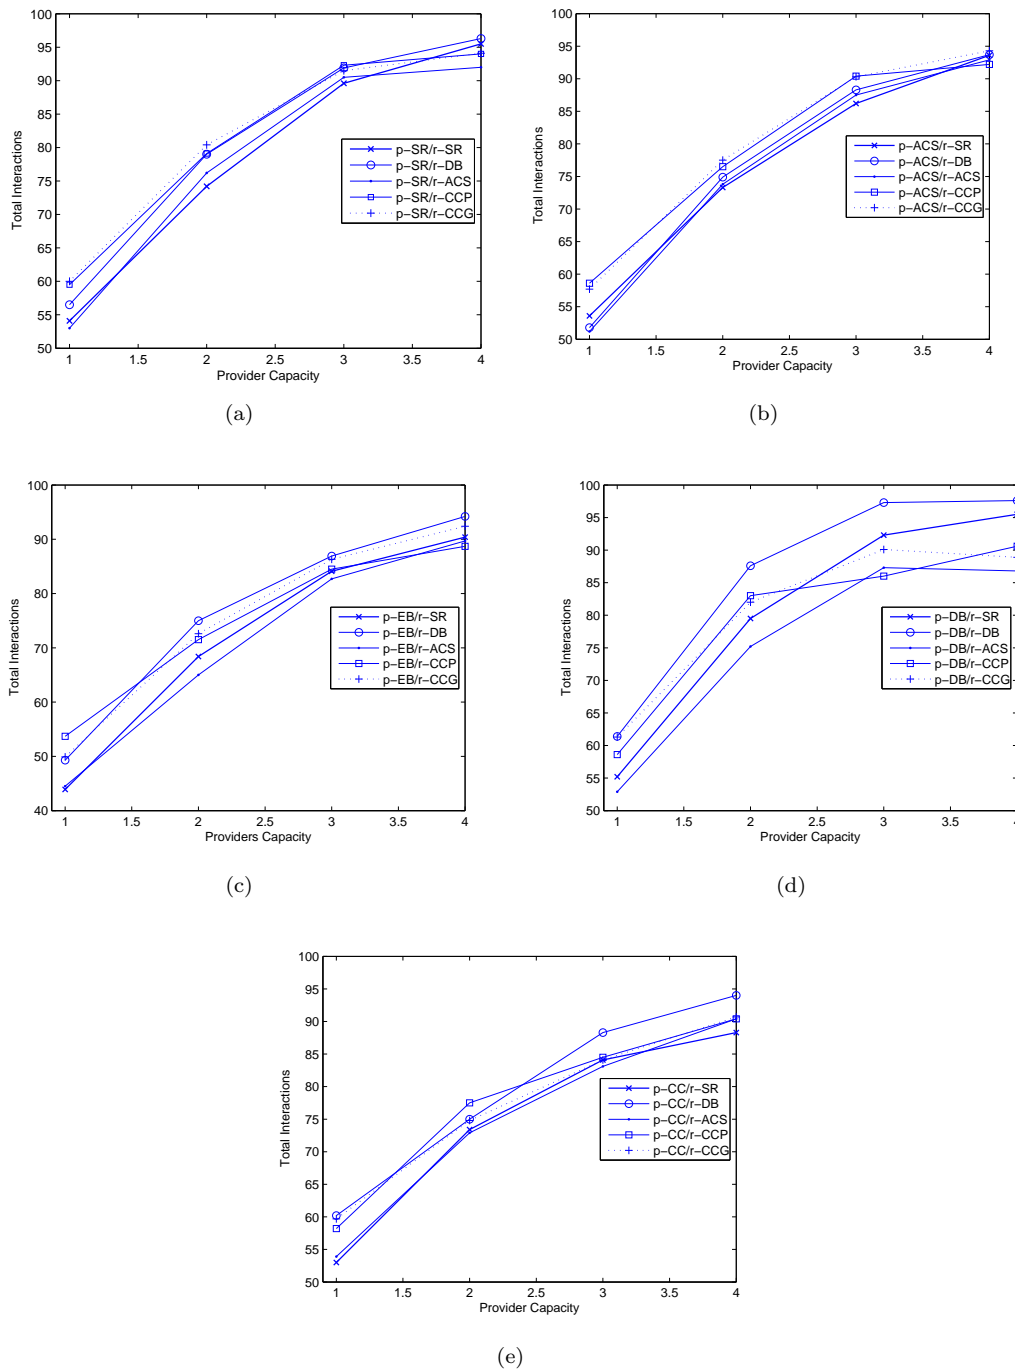 100
95
90
85
80
75
70
65
60
55
50
Total Interactions
p−SR/r−SR
p−SR/r−DB
p−SR/r−ACS
p−SR/r−CCP
p−SR/r−CCG
1 1.5 2 2.5 3 3.5 4
Provider Capacity
(a)
100
95
90
85
80
75
70
65
60
55
50
Total Interactions
p−ACS/r−SR
p−ACS/r−DB
p−ACS/r−ACS
p−ACS/r−CCP
p−ACS/r−CCG
1 1.5 2 2.5 3 3.5 4
Provider Capacity
(b)
100
90
80
70
60
50
40
Total Interactions
p−EB/r−SR
p−EB/r−DB
p−EB/r−ACS
p−EB/r−CCP
p−EB/r−CCG
1 1.5 2 2.5 3 3.5 4
Providers Capacity
(c)
100
95
90
85
80
75
70
65
60
55
50
Total Interactions
p−DB/r−SR
p−DB/r−DB
p−DB/r−ACS
p−DB/r−CCP
p−DB/r−CCG
1 1.5 2 2.5 3 3.5 4
Provider Capacity
(d)
100
95
90
85
80
75
70
65
60
55
50
Total Interactions
p−CC/r−SR
p−CC/r−DB
p−CC/r−ACS
p−CC/r−CCP
p−CC/r−CCG
1 1.5 2 2.5 3 3.5 4
Provider Capacity
(e)